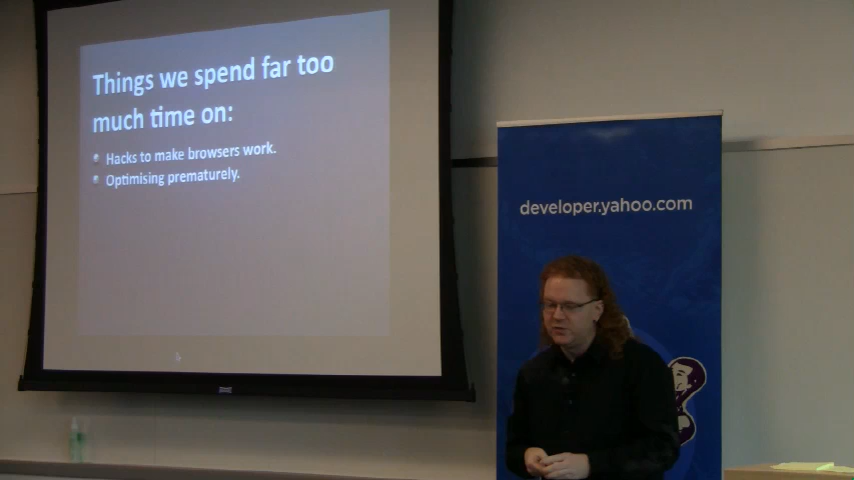 Things we spend far too
much time on:
Hacks to make browsers work.
Optimising prematurely.
developer.yahoo.com